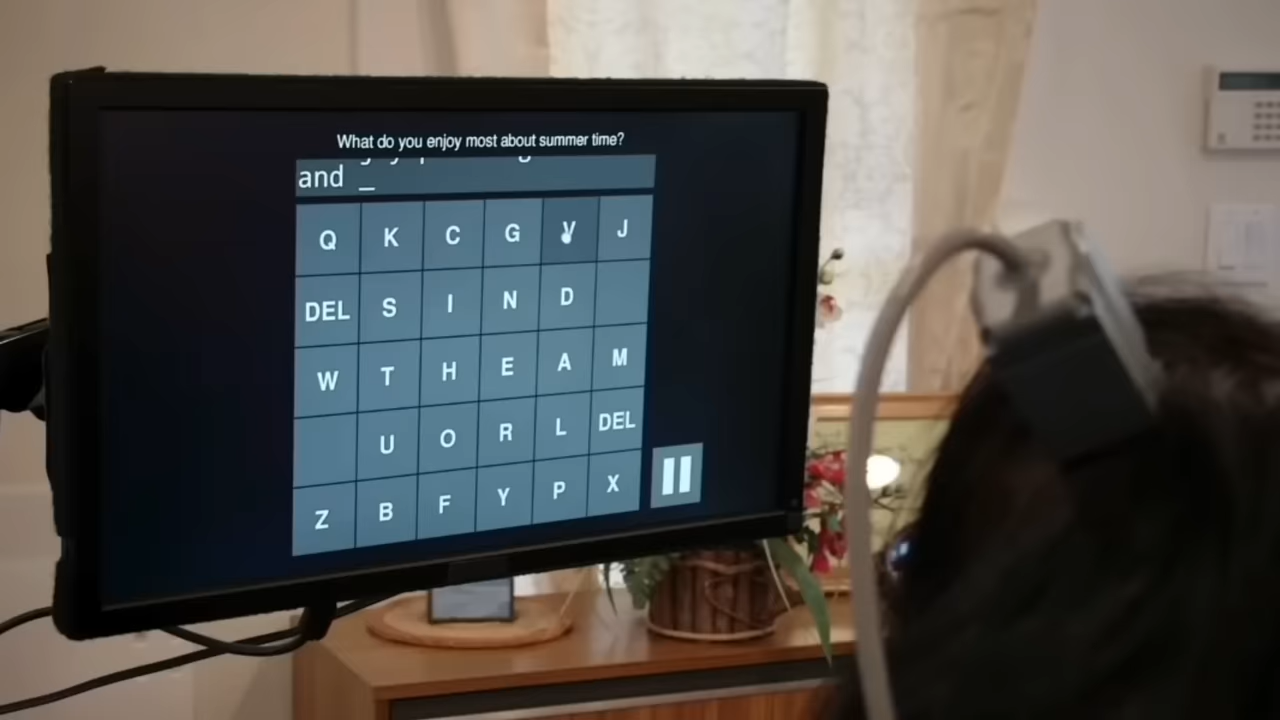 What do you enjoy most about summer time?
and _
Q K C G V J
DEL S I N D
W T H E A M
U O R L DEL
Z B F Y P X